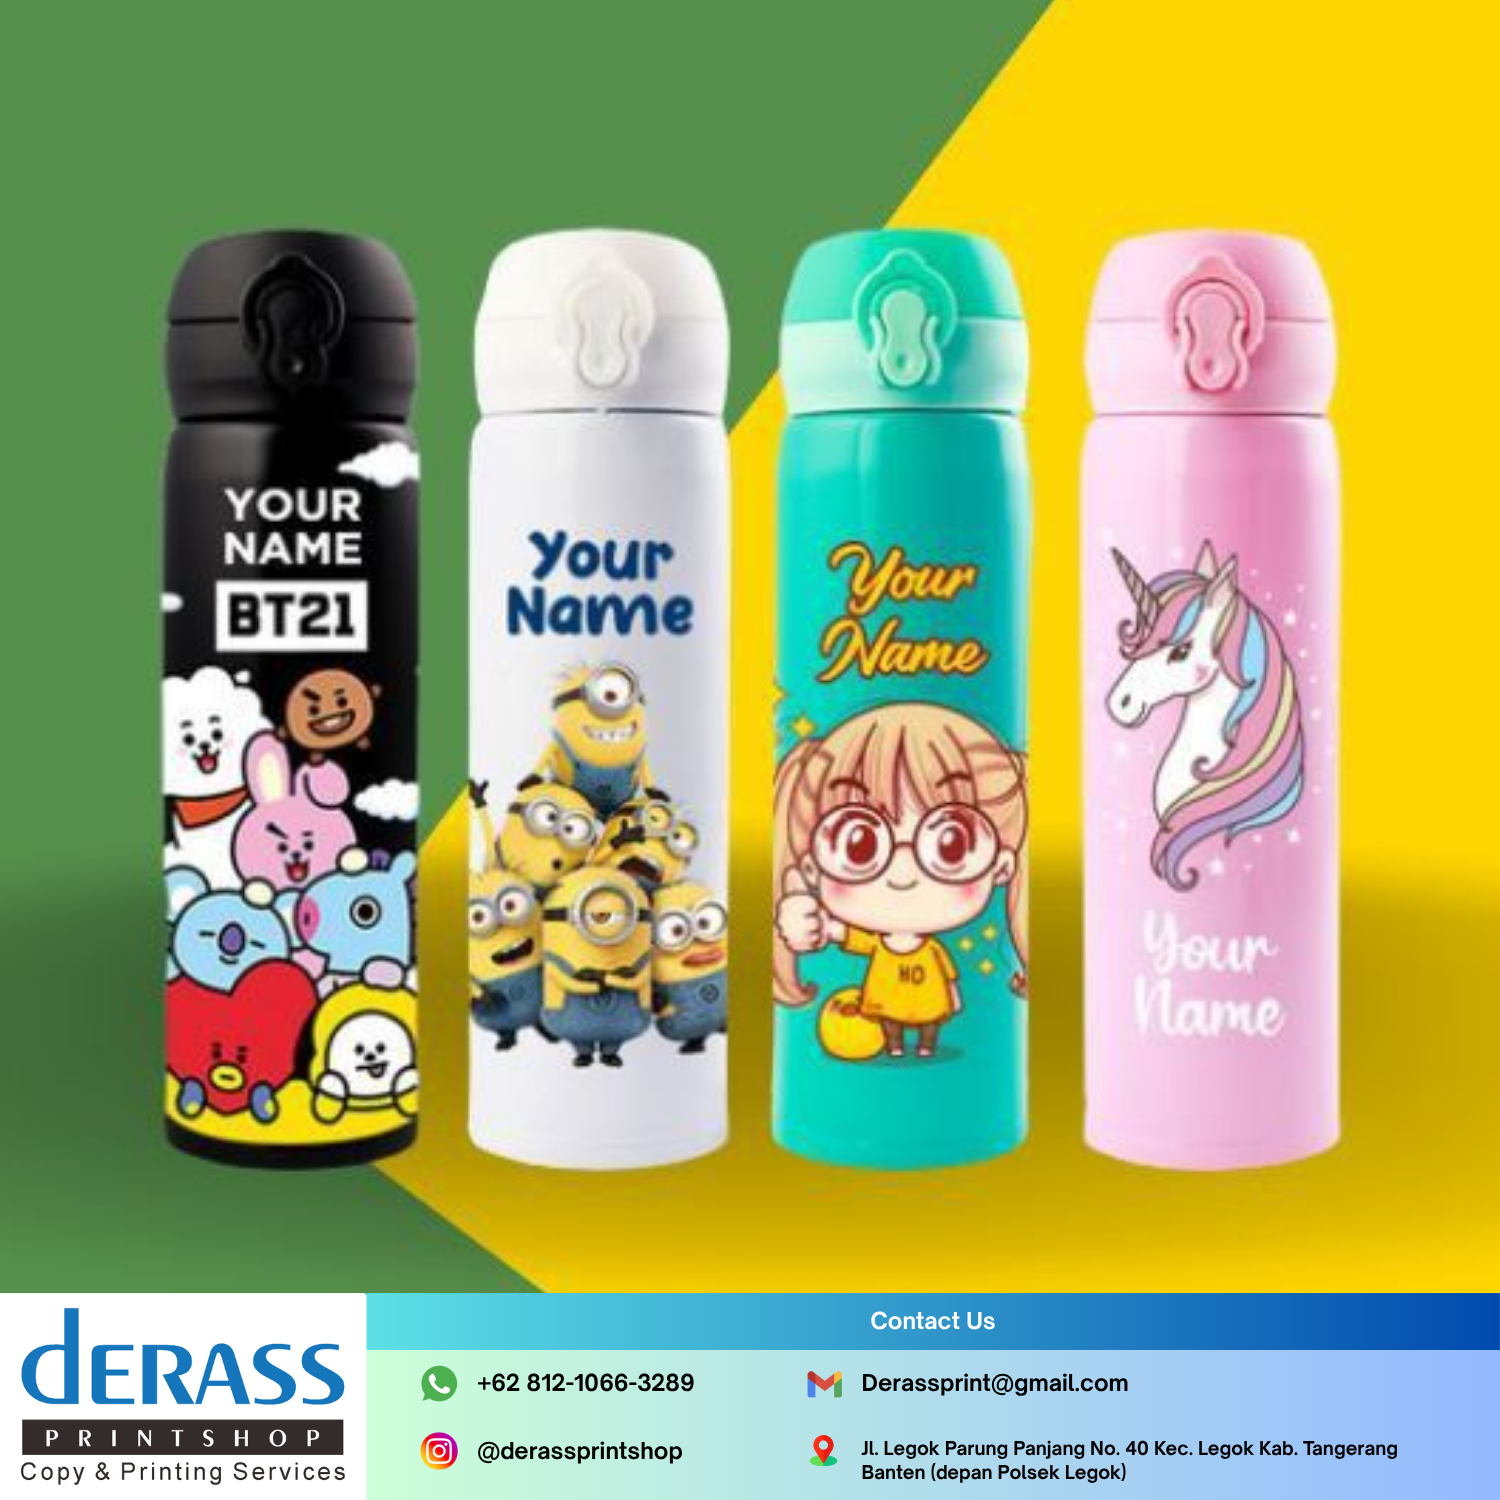 YOUR
NAME
BT21
Your
Name
Your
Name
HO
Your
Name
dERASS
PRINTSHOP
Copy & Printing Services
Contact Us
+62 812-1066-3289
Derassprint@gmail.com
@derassprintshop
Jl. Legok Parung Panjang No. 40 Kec. Legok Kab. Tangerang
Banten (depan Polsek Legok)